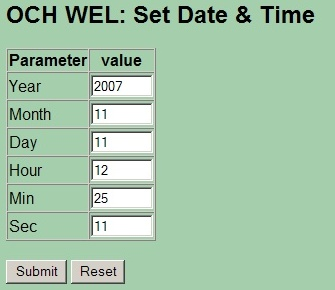 OCH WEL: Set Date & Time
Parameter value
Year 2007
Month 11
Day 11
Hour 12
Min 25
Sec 11
Submit Reset